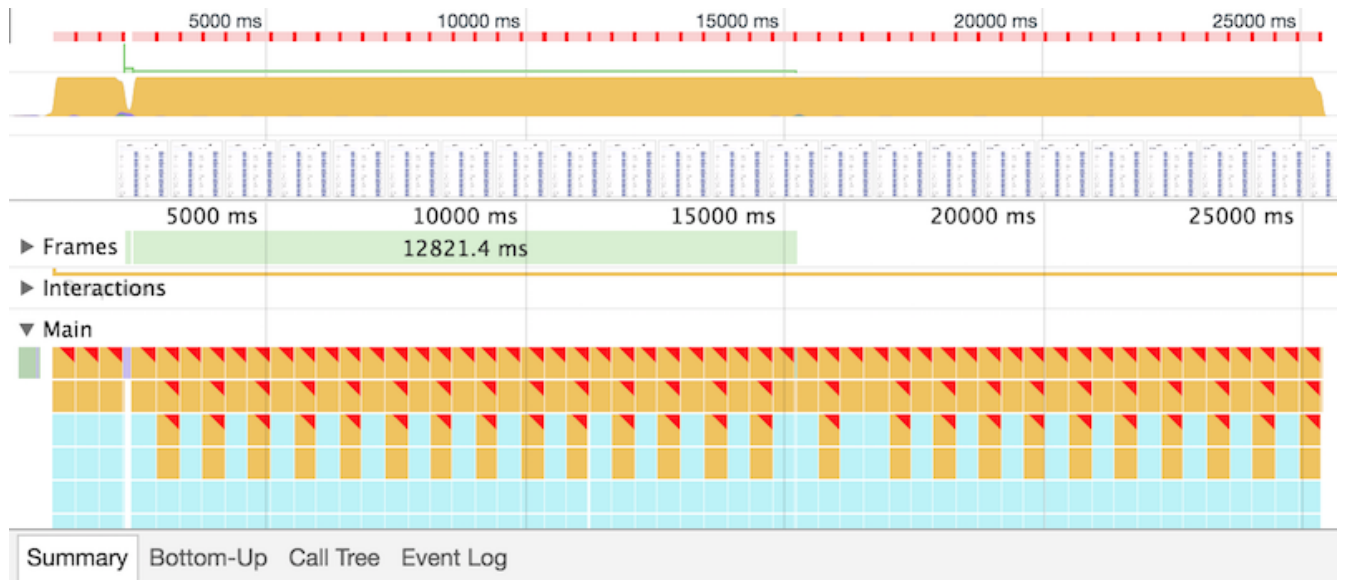 5000 ms 10000 ms 15000 ms 20000 ms 25000 ms
5000 ms 10000 ms 15000 ms 20000 ms 25000 ms
Frames 12821.4 ms
Interactions
Main
Summary Bottom-Up Call Tree Event Log